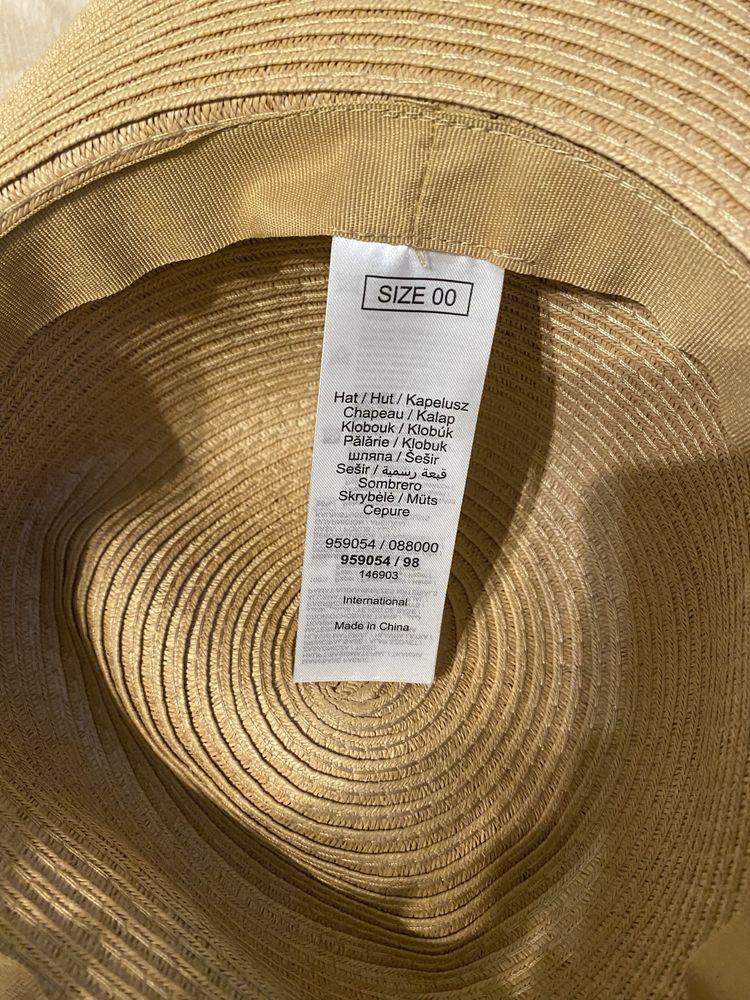 SIZE 00
Hat / Hut / Kapelusz
Chapeau / Kalap
Klobouk / Klobúk
Pălărie / Klobuk
шляпа / Šešir
Sešir / قبعة رسمية
Sombrero
Skrybėlė / Müts
Cepure
959054 / 088000
959054 / 98
146903
International
Made in China